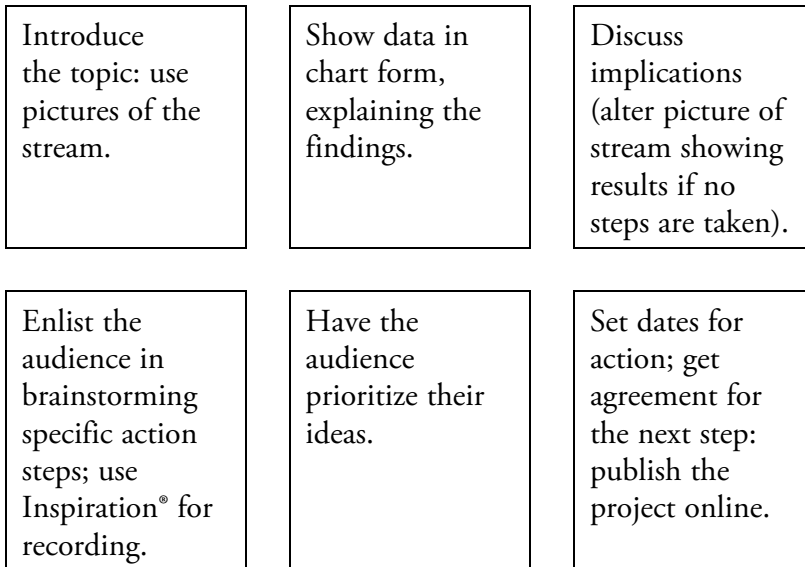 Introduce
the topic: use
pictures of the
stream.
Show data in
chart form,
explaining the
findings.
Discuss
implications
(alter picture of
stream showing
results if no
steps are taken).
Enlist the
audience in
brainstorming
specific action
steps; use
Inspiration® for
recording.
Have the
audience
prioritize their
ideas.
Set dates for
action; get
agreement for
the next step:
publish the
project online.